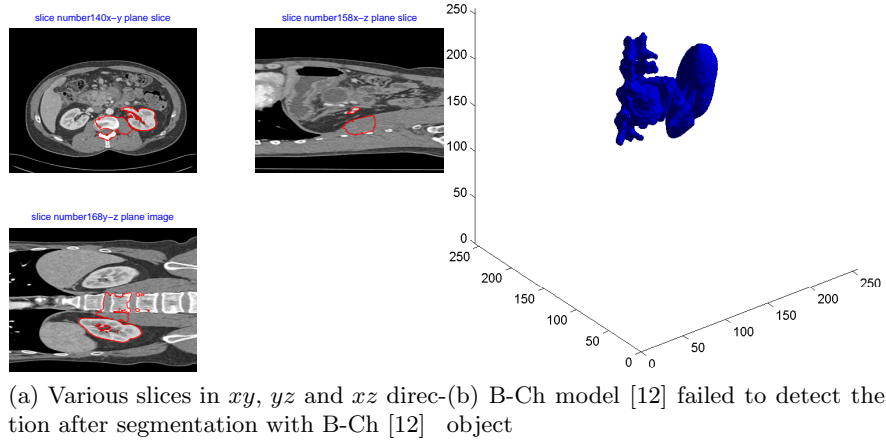 slice number140x−y plane slice
slice number158x−z plane slice
slice number168y−z plane image
250
200
150
100
50
0
250
200
150
100
50
0
0
50
100
150
200
250
(a) Various slices in xy, yz and xz direc-
tion after segmentation with B-Ch [12]
(b) B-Ch model [12] failed to detect the
object